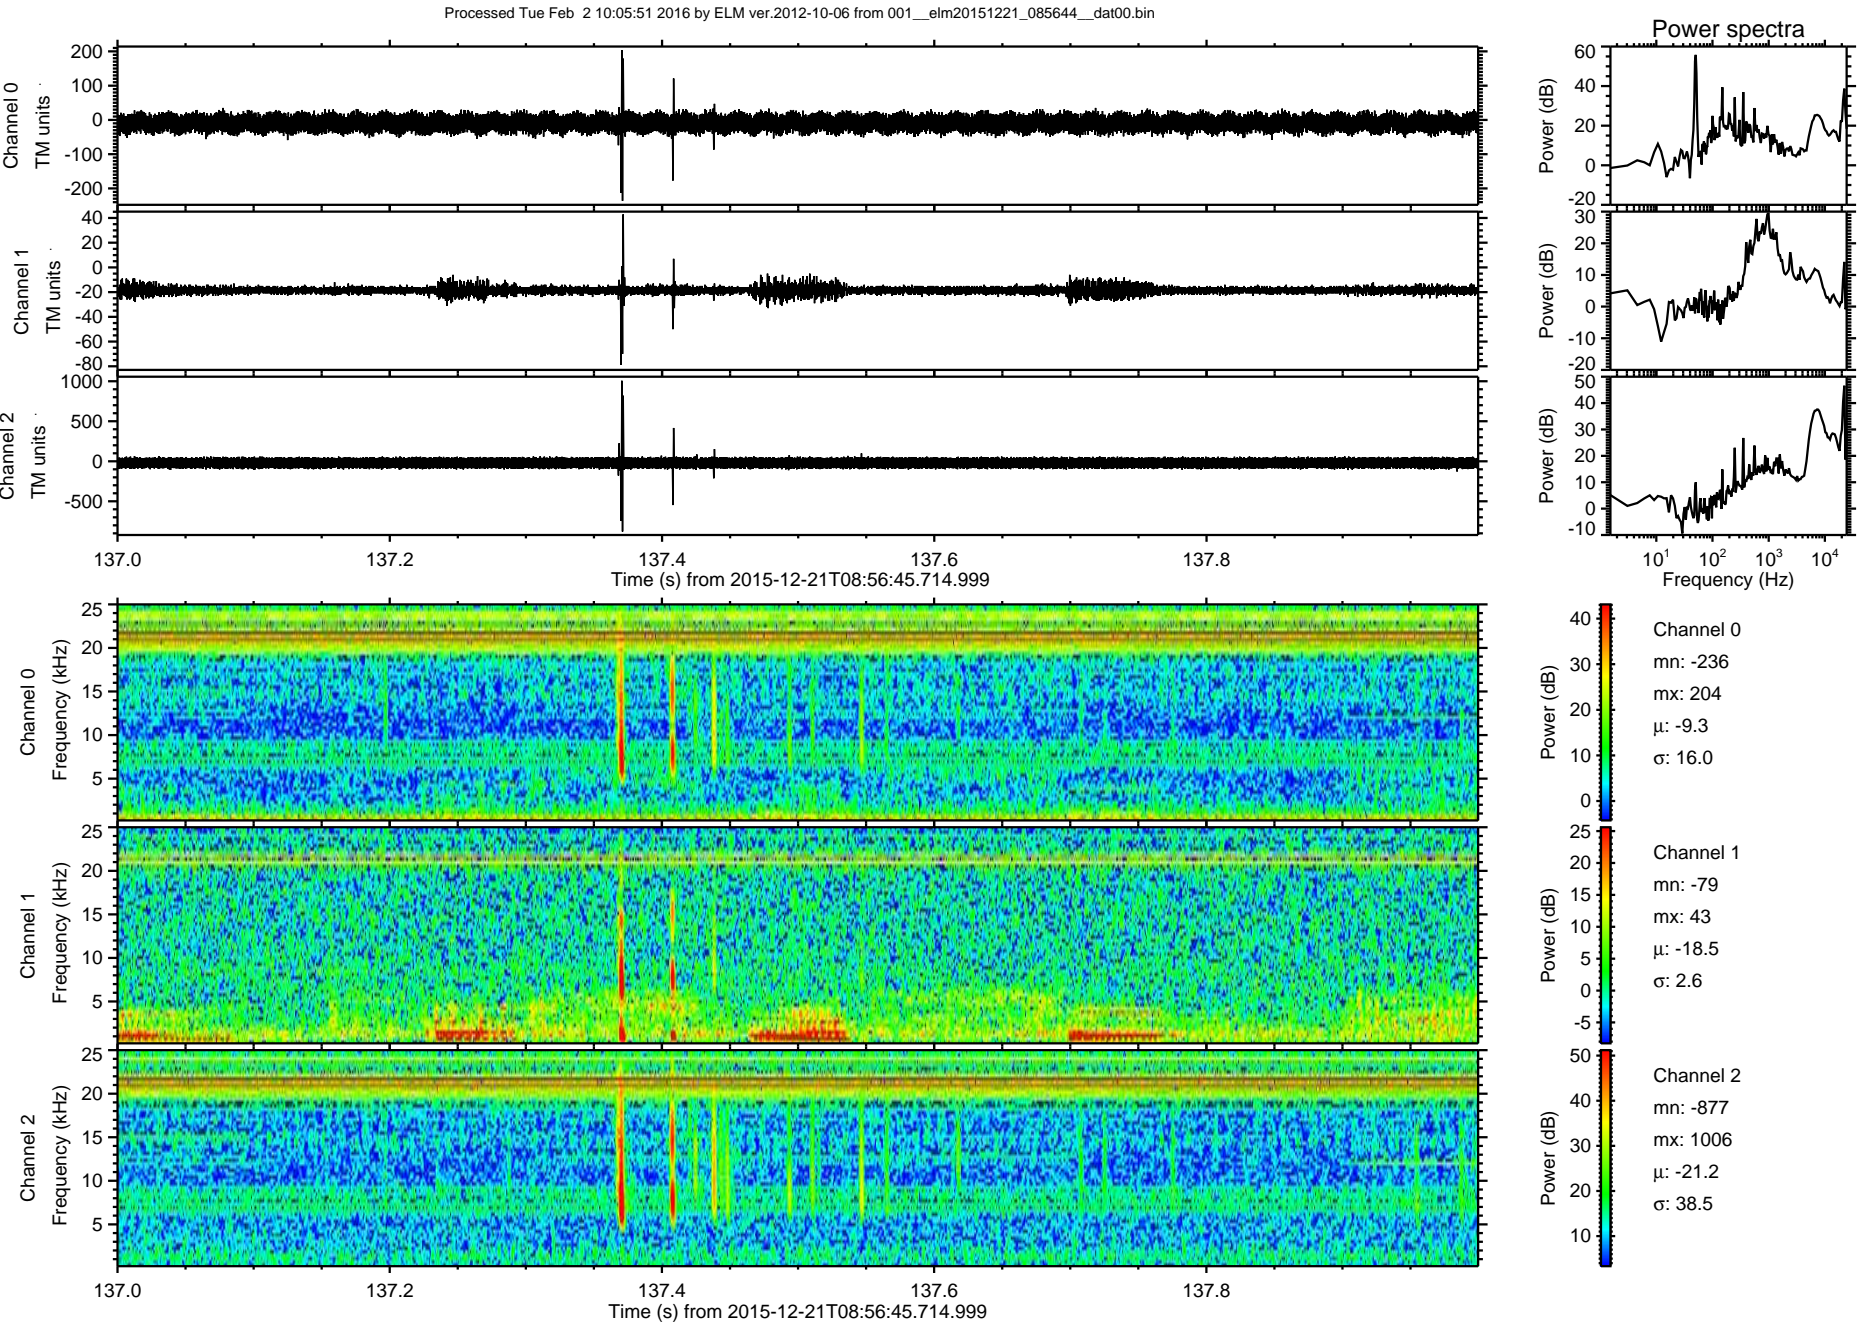 Processed Tue Feb  2 10:05:51 2016 by ELM ver.2012-10-06 from 001__elm20151221_085644__dat00.bin
Power spectra
Channel 0
TM units
200
100
0
-100
-200
Power (dB)
60
40
20
0
-20
Channel 1
TM units
40
20
0
-20
-40
-60
-80
Power (dB)
30
20
10
0
-10
-20
Channel 2
TM units
1000
500
0
-500
Power (dB)
50
40
30
20
10
0
-10
137.0 137.2 137.4 137.6 137.8
Time (s) from 2015-12-21T08:56:45.714.999
10¹ 10² 10³ 10⁴
Frequency (Hz)
Channel 0
Frequency (kHz)
25
20
15
10
5
Power (dB)
40
30
20
10
0
Channel 0
mn: -236
mx: 204
μ: -9.3
σ: 16.0
Channel 1
Frequency (kHz)
25
20
15
10
5
Power (dB)
25
20
15
10
5
0
-5
Channel 1
mn: -79
mx: 43
μ: -18.5
σ: 2.6
Channel 2
Frequency (kHz)
25
20
15
10
5
Power (dB)
50
40
30
20
10
Channel 2
mn: -877
mx: 1006
μ: -21.2
σ: 38.5
137.0 137.2 137.4 137.6 137.8
Time (s) from 2015-12-21T08:56:45.714.999